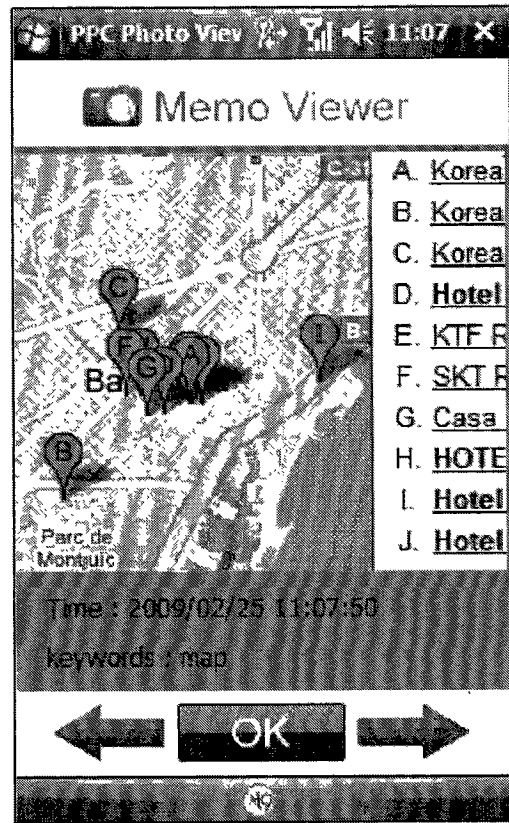 PPC Photo Viev 11:07
Memo Viewer
A. Korea
B. Korea
C. Korea
D. Hotel
E. KTF R
F. SKT R
G. Casa
H. HOTE
I. Hotel
J. Hotel
C
F
G
A
I
B
Ba
B
Parc de
Montjuïc
Time : 2009/02/25 11:07:50
keywords : map
OK